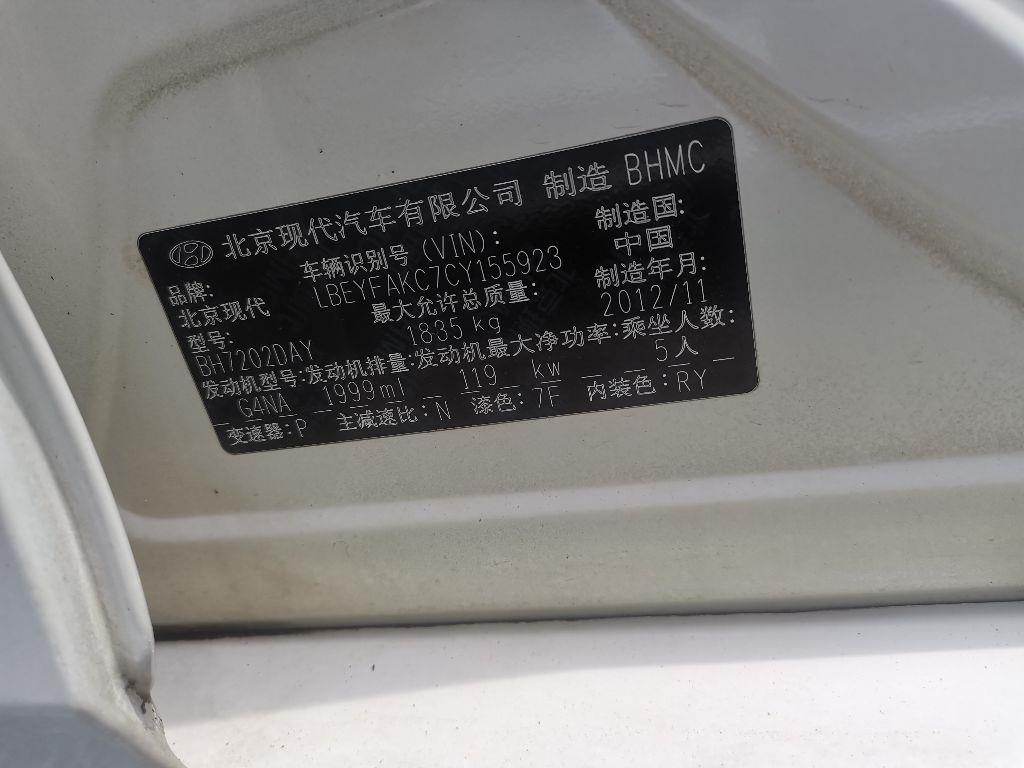 北京现代汽车有限公司 制造 BHMC
品牌: 车辆识别号 (VIN): 制造国:
北京现代 LBEYFAKC7CY155923 中国
型号: 最大允许总质量: 制造年月:
BH7202DAY 1835 kg 2012/11
发动机型号: 发动机排量: 发动机最大净功率: 乘坐人数:
G4NA 1999ml 119 kw 5人
变速器: P 主减速比: N 漆色: 7F 内装色: RY